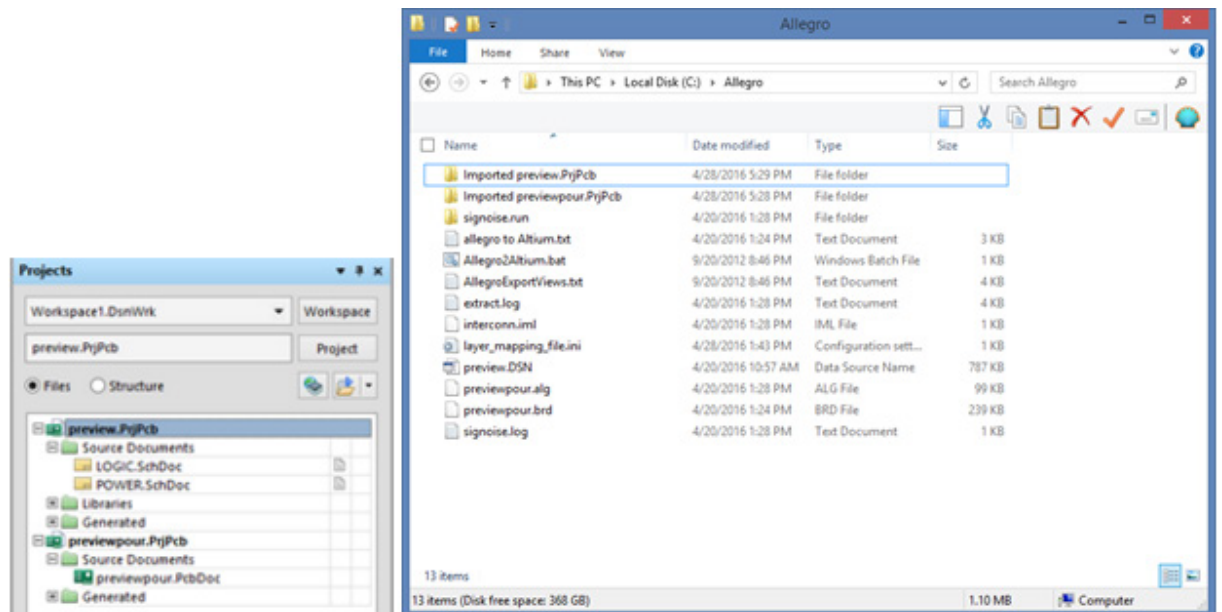 Projects
Workspace1.DsnWrk Workspace
preview.PrjPcb Project
Files Structure
preview.PrjPcb
Source Documents
LOGIC.SchDoc
POWER.SchDoc
Libraries
Generated
previewpour.PrjPcb
Source Documents
previewpour.PcbDoc
Generated
Allegro
File Home Share View
This PC Local Disk (C:) Allegro Search Allegro
Name Date modified Type Size
Imported preview.PrjPcb 4/28/2016 5:29 PM File folder
Imported previewpour.PrjPcb 4/28/2016 5:28 PM File folder
signoise.run 4/20/2016 1:28 PM File folder
allegro to Altium.txt 4/20/2016 1:24 PM Text Document 3 KB
Allegro2Altium.bat 9/20/2012 8:46 PM Windows Batch File 1 KB
AllegroExportViews.txt 9/20/2012 8:46 PM Text Document 4 KB
extract.log 4/20/2016 1:28 PM Text Document 4 KB
interconn.iml 4/20/2016 1:28 PM IML File 1 KB
layer_mapping_file.ini 4/28/2016 1:43 PM Configuration sett... 1 KB
preview.DSN 4/20/2016 10:57 AM Data Source Name 787 KB
previewpour.alg 4/20/2016 1:28 PM ALG File 99 KB
previewpour.brd 4/20/2016 1:24 PM BRD File 239 KB
signoise.log 4/20/2016 1:28 PM Text Document 1 KB
13 items
13 items (Disk free space: 368 GB) 1.10 MB Computer